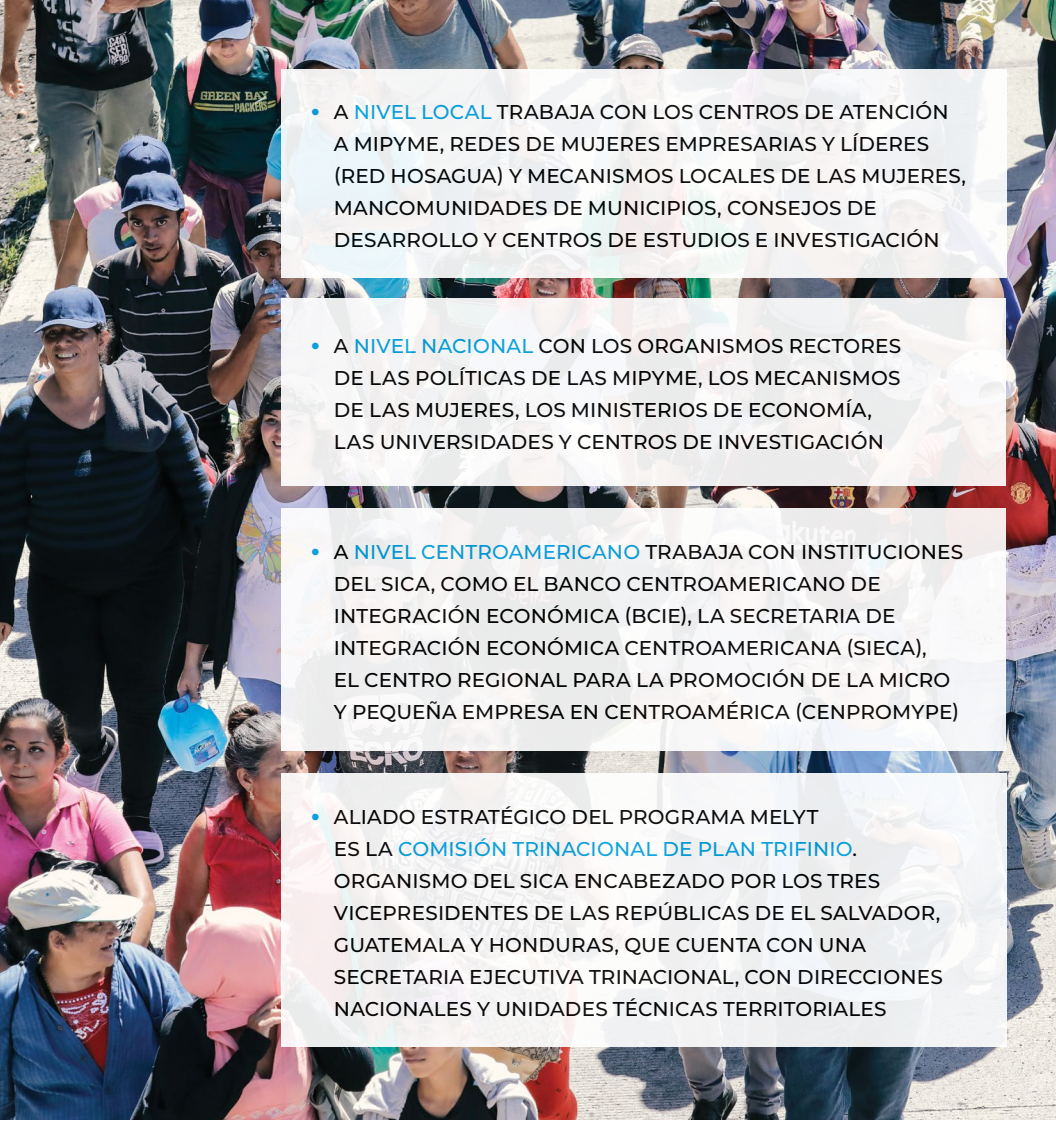 GREEN BAY
PACKERS
• A NIVEL LOCAL TRABAJA CON LOS CENTROS DE ATENCIÓN
A MIPYME, REDES DE MUJERES EMPRESARIAS Y LÍDERES
(RED HOSAGUA) Y MECANISMOS LOCALES DE LAS MUJERES,
MANCOMUNIDADES DE MUNICIPIOS, CONSEJOS DE
DESARROLLO Y CENTROS DE ESTUDIOS E INVESTIGACIÓN
• A NIVEL NACIONAL CON LOS ORGANISMOS RECTORES
DE LAS POLÍTICAS DE LAS MIPYME, LOS MECANISMOS
DE LAS MUJERES, LOS MINISTERIOS DE ECONOMÍA,
LAS UNIVERSIDADES Y CENTROS DE INVESTIGACIÓN
Rakuten
• A NIVEL CENTROAMERICANO TRABAJA CON INSTITUCIONES
DEL SICA, COMO EL BANCO CENTROAMERICANO DE
INTEGRACIÓN ECONÓMICA (BCIE), LA SECRETARIA DE
INTEGRACIÓN ECONÓMICA CENTROAMERICANA (SIECA),
EL CENTRO REGIONAL PARA LA PROMOCIÓN DE LA MICRO
Y PEQUEÑA EMPRESA EN CENTROAMÉRICA (CENPROMYPE)
ECKO
• ALIADO ESTRATÉGICO DEL PROGRAMA MELYT
ES LA COMISIÓN TRINACIONAL DE PLAN TRIFINIO.
ORGANISMO DEL SICA ENCABEZADO POR LOS TRES
VICEPRESIDENTES DE LAS REPÚBLICAS DE EL SALVADOR,
GUATEMALA Y HONDURAS, QUE CUENTA CON UNA
SECRETARIA EJECUTIVA TRINACIONAL, CON DIRECCIONES
NACIONALES Y UNIDADES TÉCNICAS TERRITORIALES